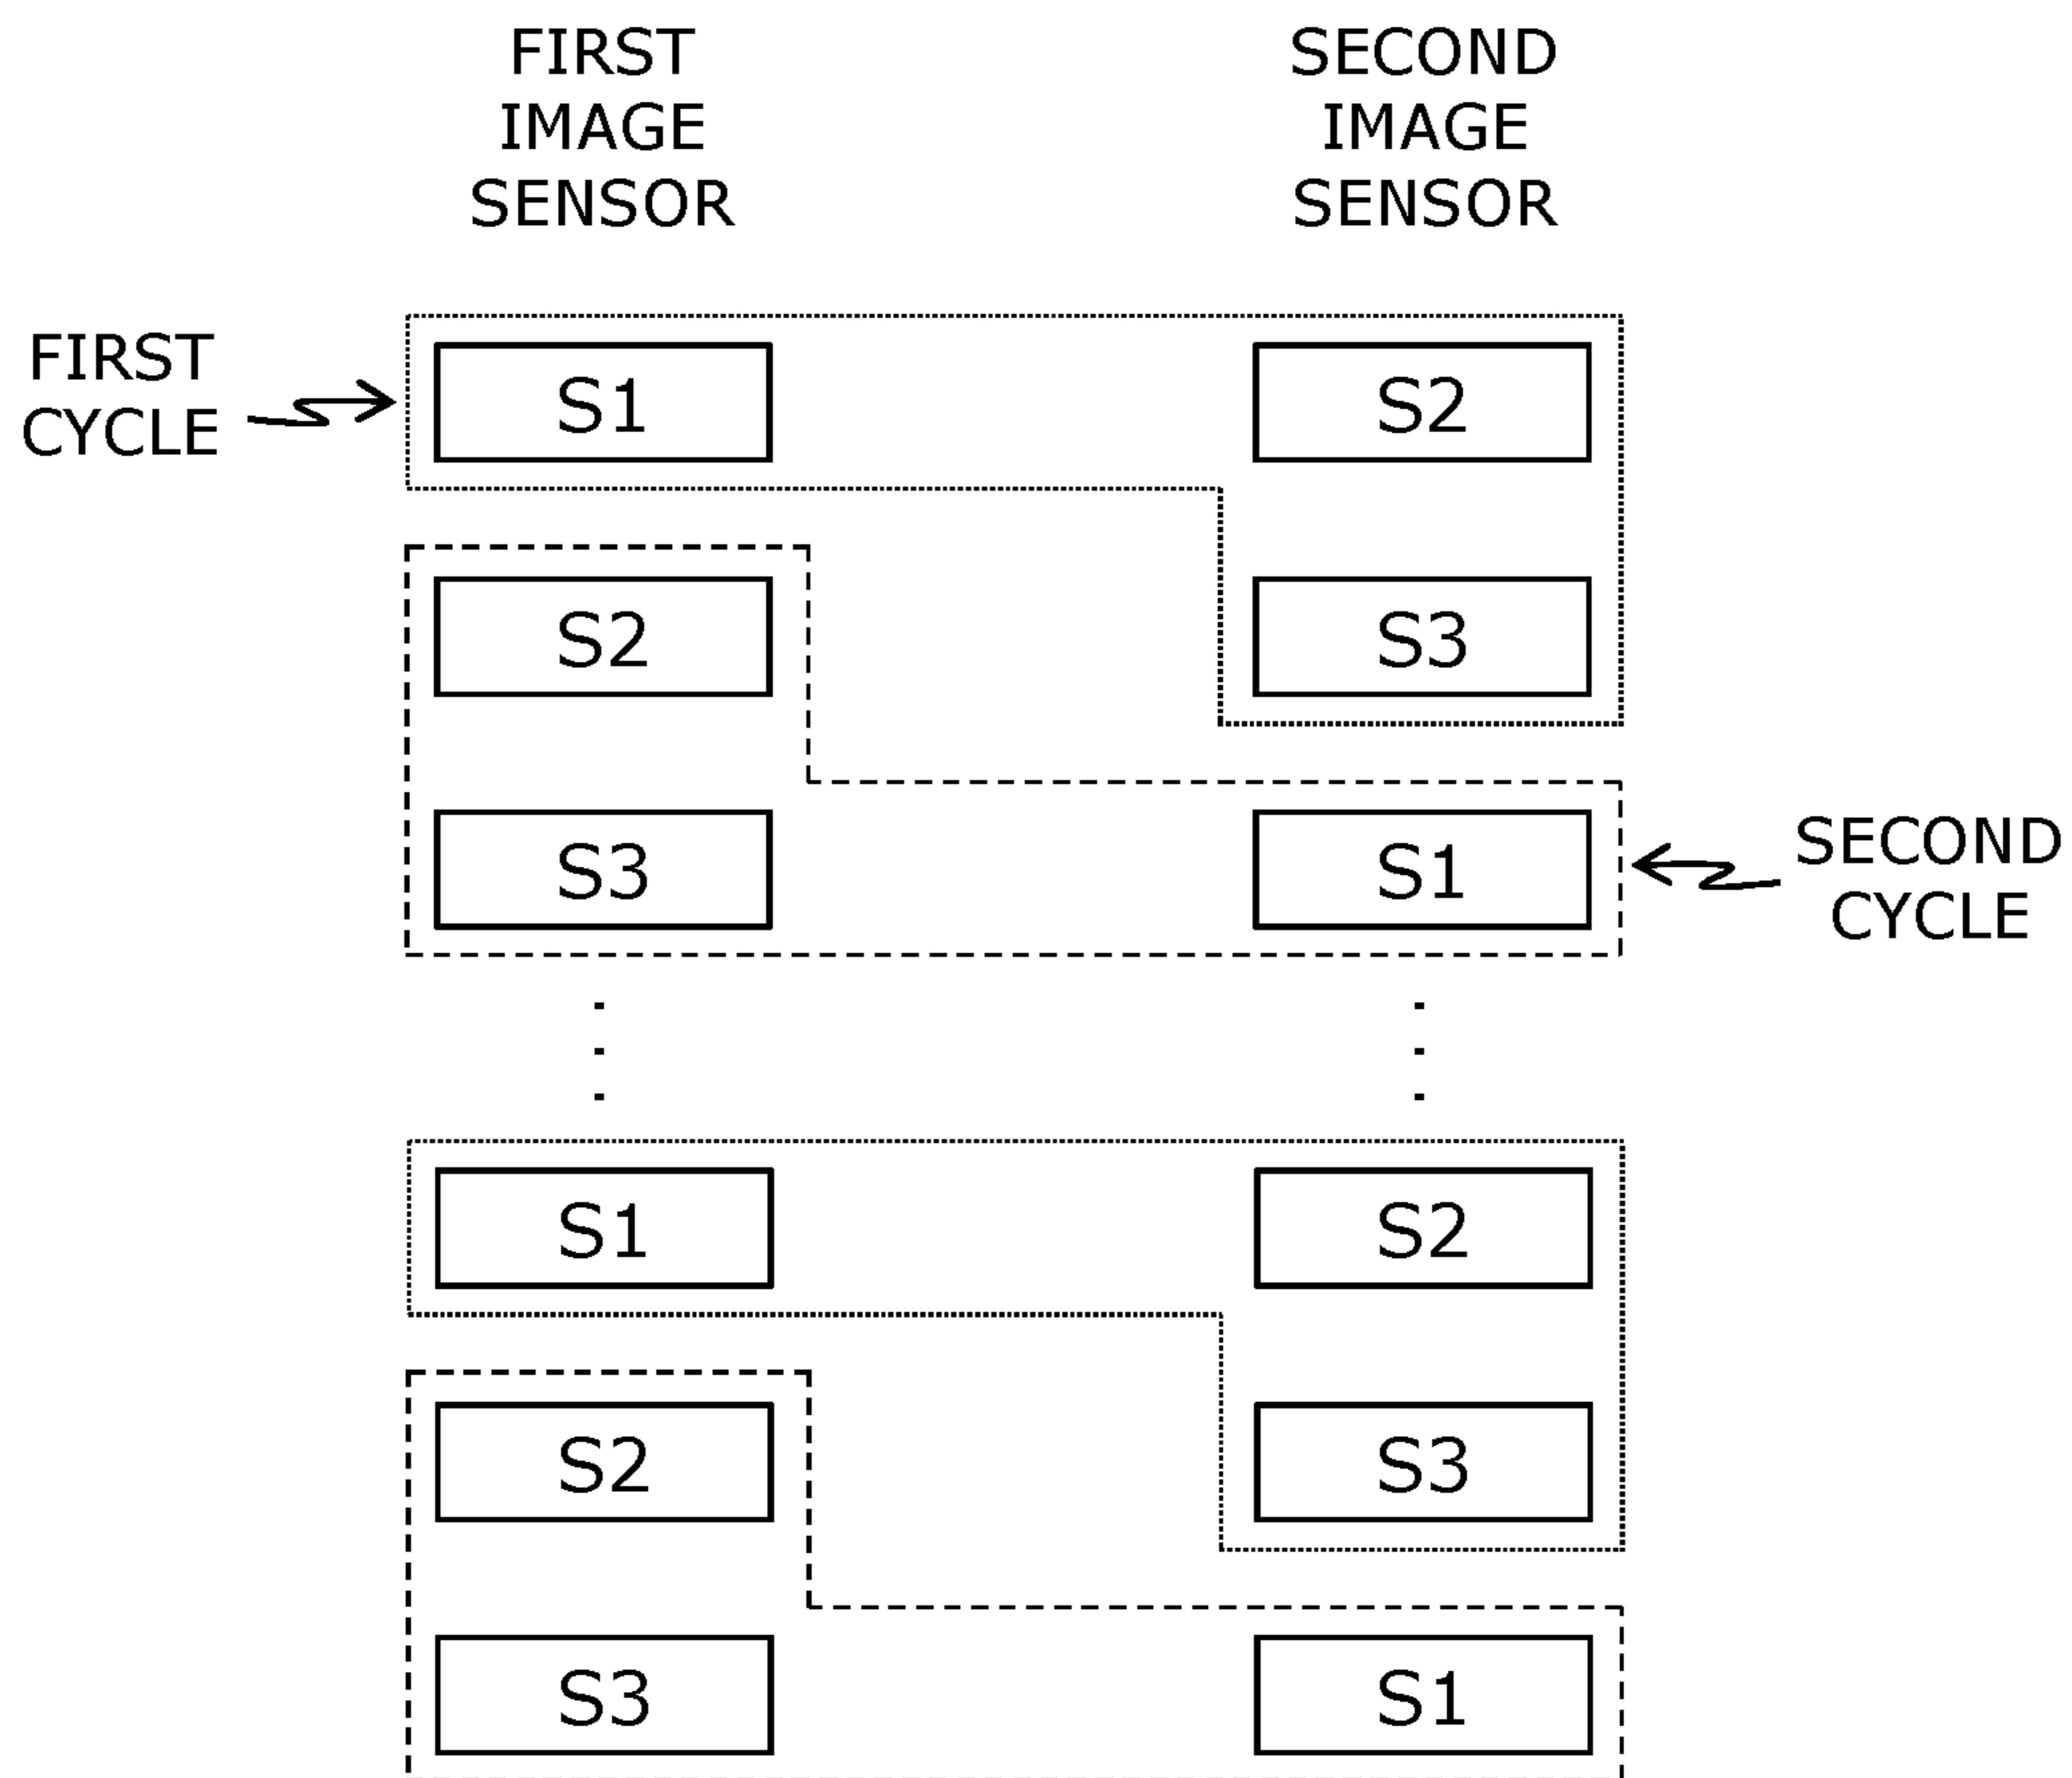 FIRST
IMAGE
SENSOR
SECOND
IMAGE
SENSOR
FIRST
CYCLE
S1
S2
S2
S3
S3
S1
SECOND
CYCLE
S1
S2
S2
S3
S3
S1